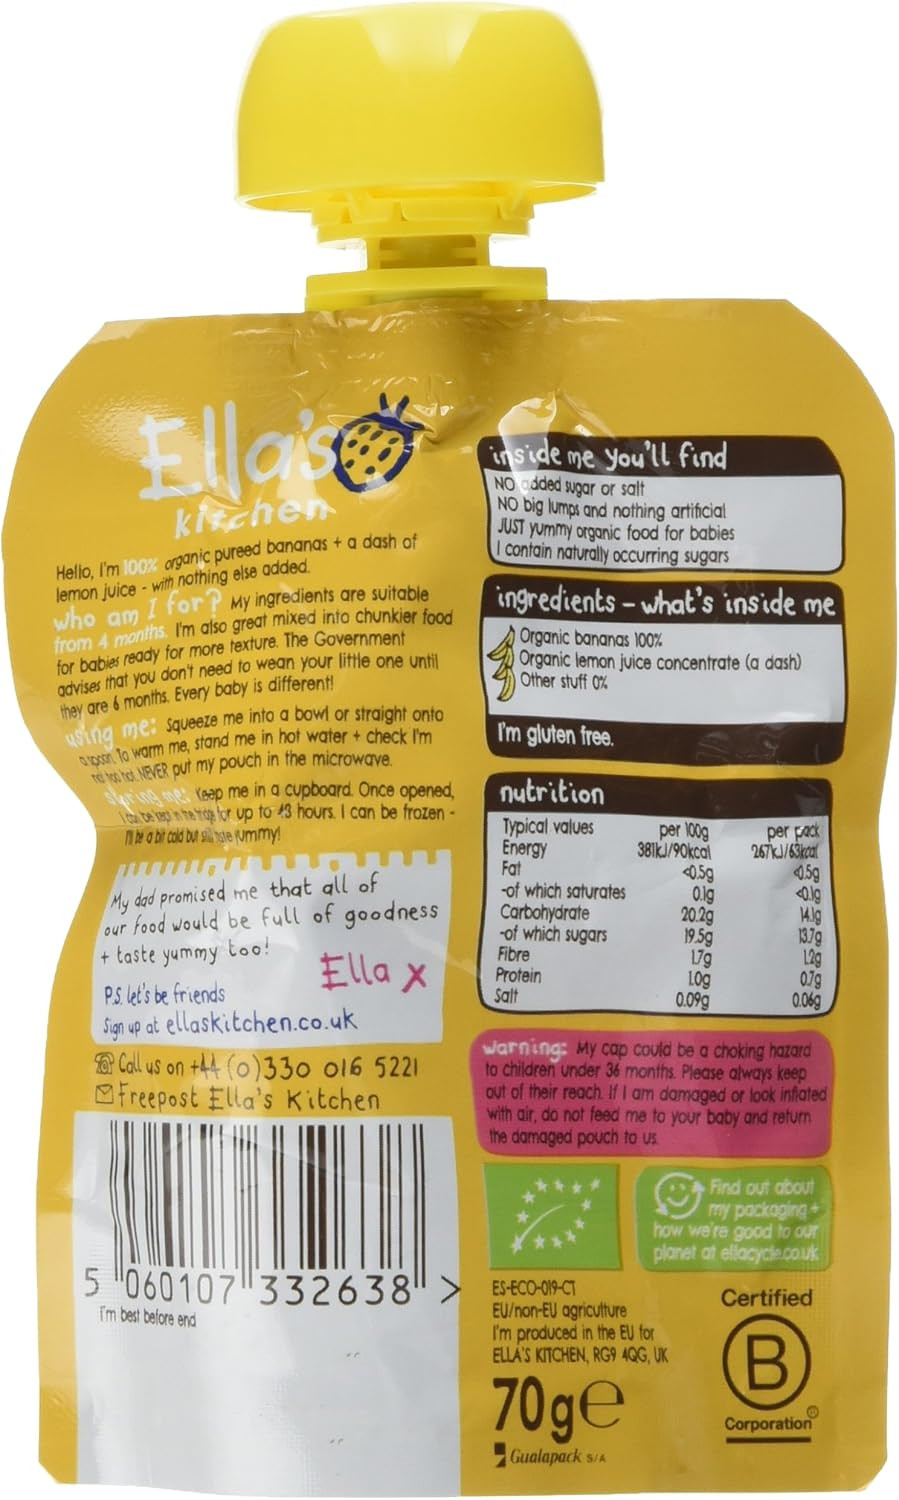 Ella's
kitchen
Hello, I'm 100% organic pureed bananas + a dash of
lemon juice - with nothing else added.
who am I for? My ingredients are suitable
from 4 months. I'm also great mixed into chunkier food
for babies ready for more texture. The Government
advises that you don't need to wean your little one until
they are 6 months. Every baby is different!
using me: Squeeze me into a bowl or straight onto
a spoon. To warm me, stand me in hot water + check I'm
not too hot. NEVER put my pouch in the microwave.
storing me: Keep me in a cupboard. Once opened,
I can be kept in the fridge for up to 48 hours. I can be frozen -
I'll be a bit cold but still taste yummy!
My dad promised me that all of
our food would be full of goodness
+ taste yummy too!
Ella x
P.S. let's be friends
Sign up at ellaskitchen.co.uk
Call us on +44 (0)330 016 5221
Freepost Ella's Kitchen
5 060107 332638 >
I'm best before end
inside me you'll find
NO added sugar or salt
NO big lumps and nothing artificial
JUST yummy organic food for babies
I contain naturally occurring sugars
ingredients - what's inside me
Organic bananas 100%
Organic lemon juice concentrate (a dash)
Other stuff 0%
I'm gluten free.
nutrition
Typical values per 100g per pack
Energy 381kJ/90kcal 267kJ/63kcal
Fat <0.5g <0.5g
-of which saturates 0.1g <0.1g
Carbohydrate 20.2g 14.1g
-of which sugars 19.5g 13.7g
Fibre 1.7g 1.2g
Protein 1.0g 0.7g
Salt 0.09g 0.06g
warning: My cap could be a choking hazard
to children under 36 months. Please always keep
out of their reach. If I am damaged or look inflated
with air, do not feed me to your baby and return
the damaged pouch to us.
Find out about
my packaging +
how we're good to our
planet at ellacycle.co.uk
ES-ECO-019-CT
EU/non-EU agriculture
I'm produced in the EU for
ELLA'S KITCHEN, RG9 4QG, UK
70g e
Gualapack S/A
Certified
B
Corporation®